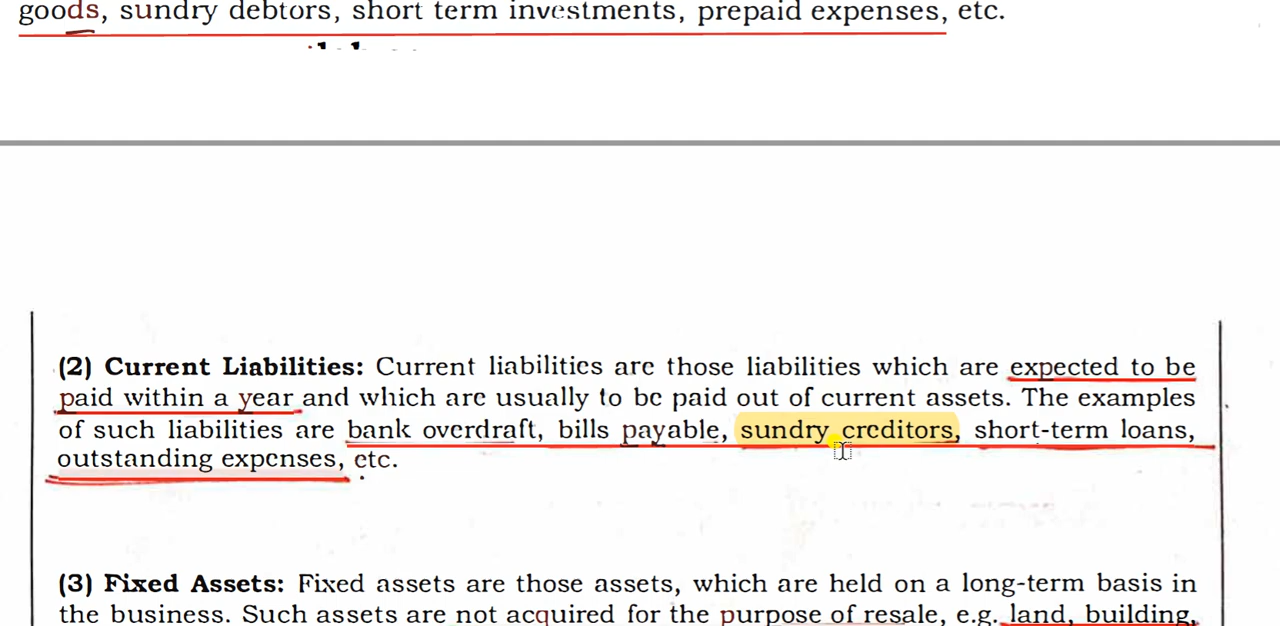 goods, sundry debtors, short term investments, prepaid expenses, etc.
(2) Current Liabilities: Current liabilities are those liabilities which are expected to be
paid within a year and which are usually to be paid out of current assets. The examples
of such liabilities are bank overdraft, bills payable, sundry creditors, short-term loans,
outstanding expenses, etc.
(3) Fixed Assets: Fixed assets are those assets, which are held on a long-term basis in
the business. Such assets are not acquired for the purpose of resale, e.g. land, building,